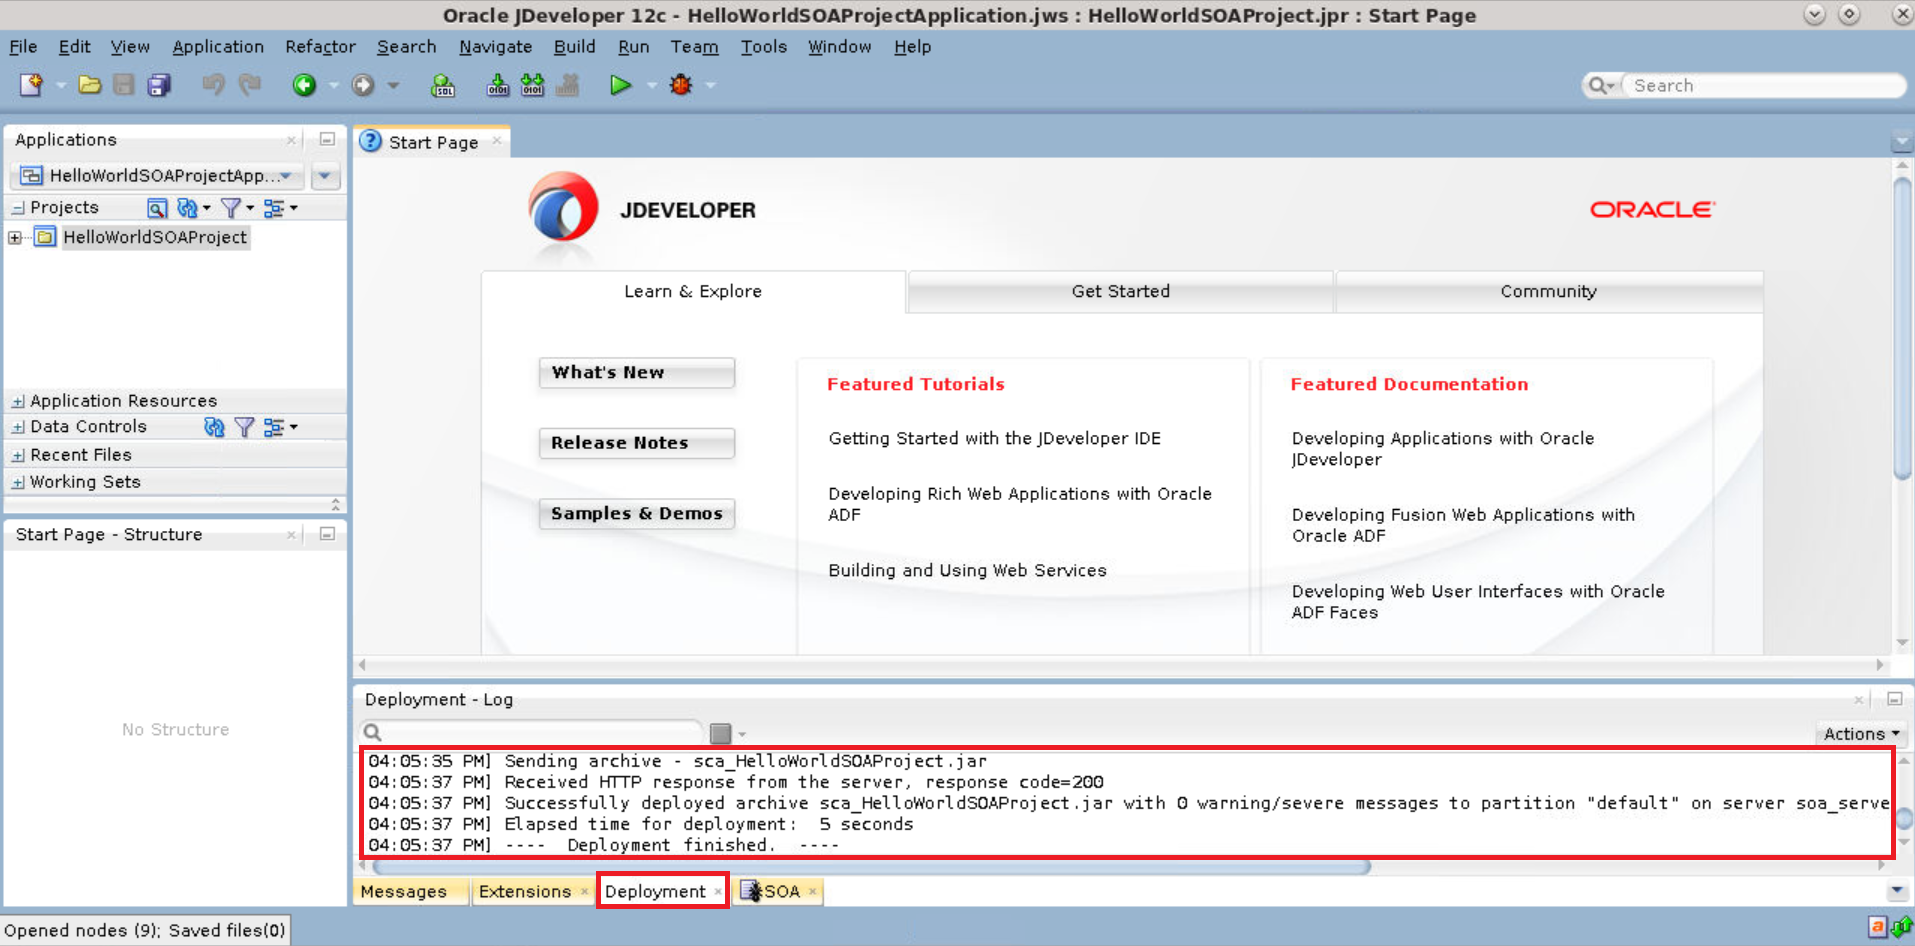 Oracle JDeveloper 12c - HelloWorldSOAProjectApplication.jws : HelloWorldSOAProject.jpr : Start Page
File Edit View Application Refactor Search Navigate Build Run Team Tools Window Help
Search
Applications
HelloWorldSOAProjectApp...
Projects
HelloWorldSOAProject
Application Resources
Data Controls
Recent Files
Working Sets
Start Page - Structure
No Structure
Start Page
JDEVELOPER
ORACLE
Learn & Explore
Get Started
Community
What's New
Release Notes
Samples & Demos
Featured Tutorials
Getting Started with the JDeveloper IDE
Developing Rich Web Applications with Oracle
ADF
Building and Using Web Services
Featured Documentation
Developing Applications with Oracle
JDeveloper
Developing Fusion Web Applications with
Oracle ADF
Developing Web User Interfaces with Oracle
ADF Faces
Deployment - Log
Actions
04:05:35 PM] Sending archive - sca_HelloWorldSOAProject.jar
04:05:37 PM] Received HTTP response from the server, response code=200
04:05:37 PM] Successfully deployed archive sca_HelloWorldSOAProject.jar with 0 warning/severe messages to partition "default" on server soa_serve
04:05:37 PM] Elapsed time for deployment:  5 seconds
04:05:37 PM] ----  Deployment finished.  ----
Messages
Extensions
Deployment
SOA
Opened nodes (9); Saved files(0)